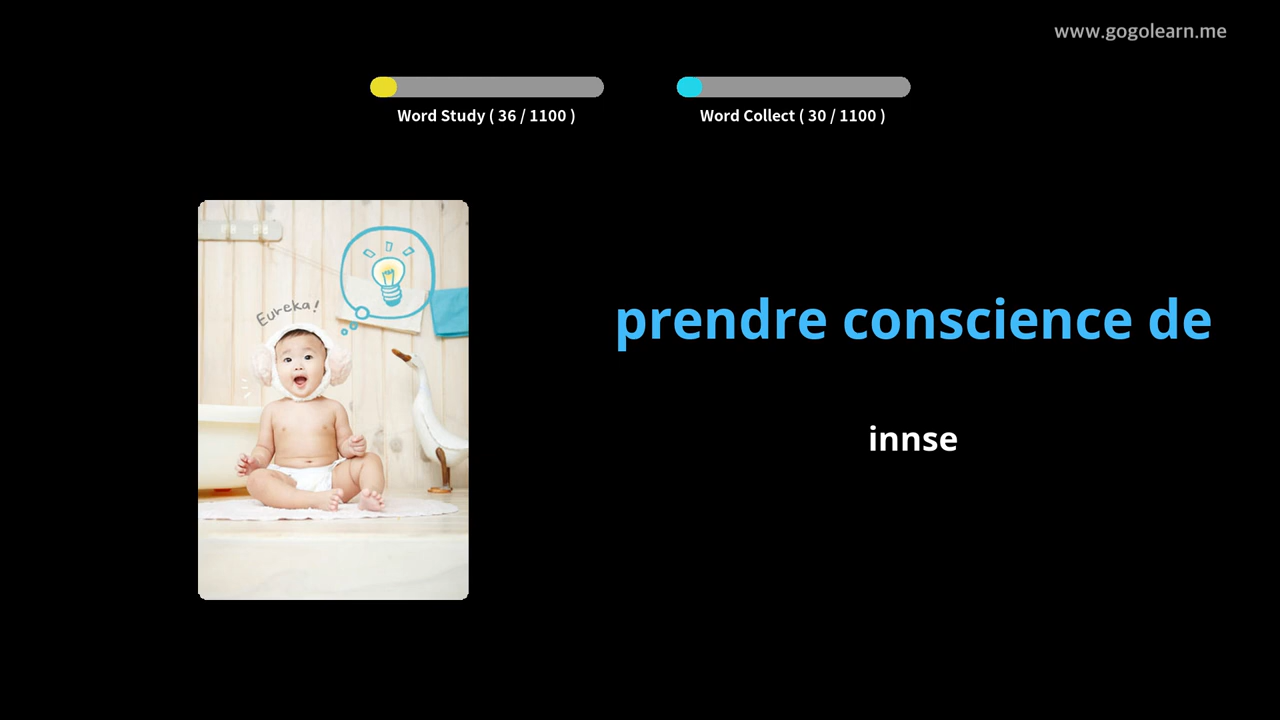 www.gogolearn.me
Word Study ( 36 / 1100 )
Word Collect ( 30 / 1100 )
Eureka!
prendre conscience de
innse